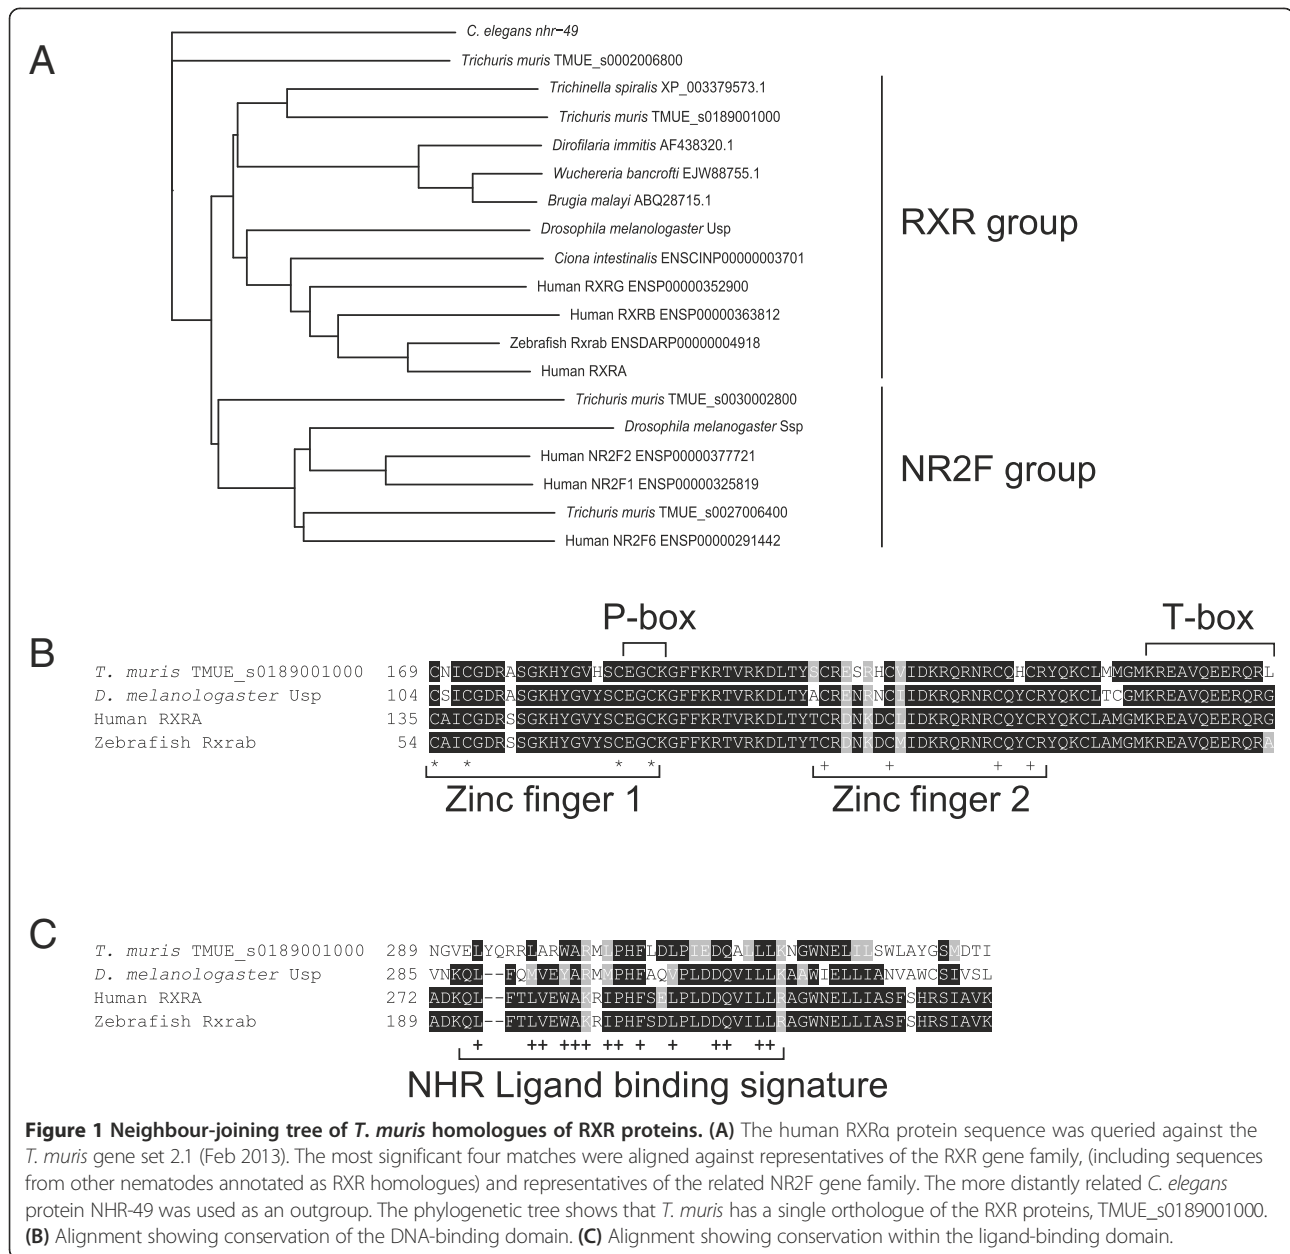 A
C. elegans nhr–49
Trichuris muris TMUE_s0002006800
Trichinella spiralis XP_003379573.1
Trichuris muris TMUE_s0189001000
Dirofilaria immitis AF438320.1
Wuchereria bancrofti EJW88755.1
Brugia malayi ABQ28715.1
Drosophila melanologaster Usp
Ciona intestinalis ENSCINP00000003701
Human RXRG ENSP00000352900
Human RXRB ENSP00000363812
Zebrafish Rxrab ENSDARP00000004918
Human RXRA
RXR group
Trichuris muris TMUE_s0030002800
Drosophila melanogaster Ssp
Human NR2F2 ENSP00000377721
Human NR2F1 ENSP00000325819
Trichuris muris TMUE_s0027006400
Human NR2F6 ENSP00000291442
NR2F group
B
P-box T-box
T. muris TMUE_s0189001000 169 CNICGDRASGKHYGVHSCEGCKGFFKRTVRKDLTYSCRESRHCVIDKRQRNRCQHCRYQKCLMMGMKREAVQEERQRL
D. melanologaster Usp 104 CSICGDRASGKHYGVYSCEGCKGFFKRTVRKDLTYACRENRNCIIDKRQRNRCQYCRYQKCLTCGMKREAVQEERQRG
Human RXRA 135 CAICGDRSSGKHYGVYSCEGCKGFFKRTVRKDLTYTCRDNKDCLIDKRQRNRCQYCRYQKCLAMGMKREAVQEERQRG
Zebrafish Rxrab 54 CAICGDRSSGKHYGVYSCEGCKGFFKRTVRKDLTYTCRDNKDCMIDKRQRNRCQYCRYQKCLAMGMKREAVQEERQRA
* * * * + + + +
Zinc finger 1 Zinc finger 2
C
T. muris TMUE_s0189001000 289 NGVELYQRRLARWARMLPHFLDLPIEDQALLLKNGWNELILSWLAYGSMDTI
D. melanologaster Usp 285 VNKQL--FQMVEYARMMPHFAQVPLDDQVILLKAAWIELLIANVAWCSIVSL
Human RXRA 272 ADKQL--FTLVEWAKRIPHFSELPLDDQVILLRAGWNELLIASFSHRSIAVK
Zebrafish Rxrab 189 ADKQL--FTLVEWAKRIPHFSDLPLDDQVILLRAGWNELLIASFSHRSIAVK
+ ++ +++ ++ + + ++ ++
NHR Ligand binding signature
Figure 1 Neighbour-joining tree of T. muris homologues of RXR proteins. (A) The human RXRα protein sequence was queried against the
T. muris gene set 2.1 (Feb 2013). The most significant four matches were aligned against representatives of the RXR gene family, (including sequences
from other nematodes annotated as RXR homologues) and representatives of the related NR2F gene family. The more distantly related C. elegans
protein NHR-49 was used as an outgroup. The phylogenetic tree shows that T. muris has a single orthologue of the RXR proteins, TMUE_s0189001000.
(B) Alignment showing conservation of the DNA-binding domain. (C) Alignment showing conservation within the ligand-binding domain.